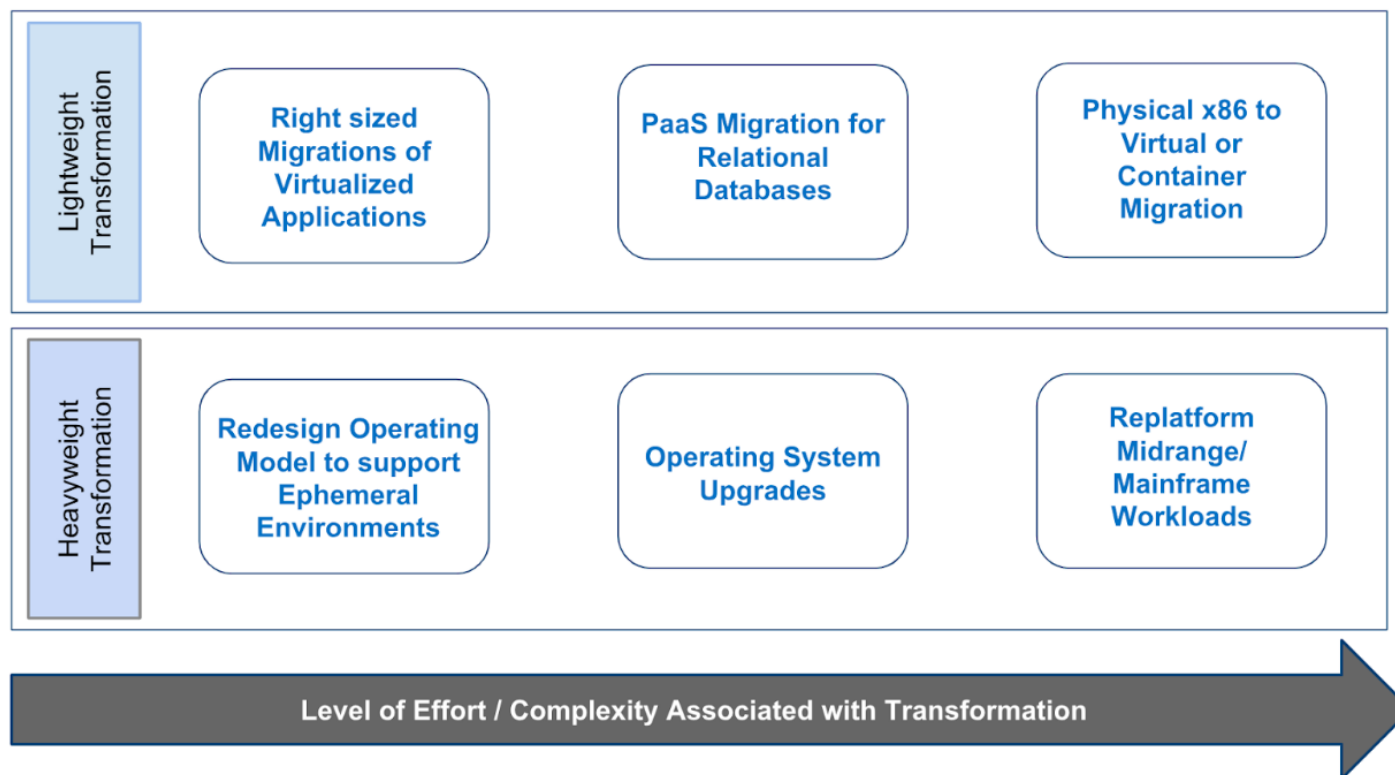 Lightweight
Transformation
Right sized
Migrations of
Virtualized
Applications
PaaS Migration for
Relational
Databases
Physical x86 to
Virtual or
Container
Migration
Heavyweight
Transformation
Redesign Operating
Model to support
Ephemeral
Environments
Operating System
Upgrades
Replatform
Midrange/
Mainframe
Workloads
Level of Effort / Complexity Associated with Transformation